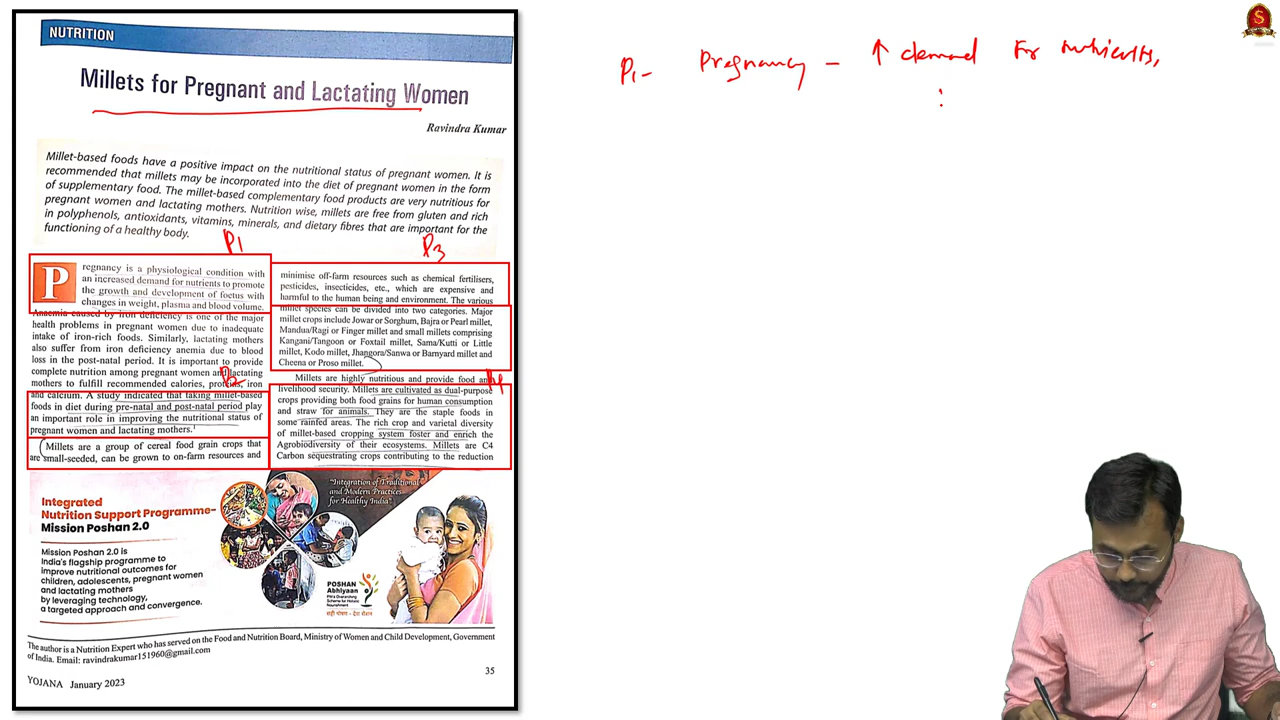 NUTRITION
Millets for Pregnant and Lactating Women
Ravindra Kumar
Millet-based foods have a positive impact on the nutritional status of pregnant women. It is
recommended that millets may be incorporated into the diet of pregnant women in the form
of supplementary food. The millet-based complementary food products are very nutritious for
pregnant women and lactating mothers. Nutrition wise, millets are free from gluten and rich
in polyphenols, antioxidants, vitamins, minerals, and dietary fibres that are important for the
functioning of a healthy body.
P1
Pregnancy is a physiological condition with
an increased demand for nutrients to promote
the growth and development of foetus with
changes in weight, plasma and blood volume.
Anaemia caused by iron deficiency is one of the major
health problems in pregnant women due to inadequate
intake of iron-rich foods. Similarly, lactating mothers
also suffer from iron deficiency anemia due to blood
loss in the post-natal period. It is important to provide
complete nutrition among pregnant women and lactating
mothers to fulfill recommended calories, proteins, iron
and calcium. A study indicated that taking millet-based
foods in diet during pre-natal and post-natal period play
an important role in improving the nutritional status of
pregnant women and lactating mothers.¹
P2
Millets are a group of cereal food grain crops that
are small-seeded, can be grown to on-farm resources and
P3
minimise off-farm resources such as chemical fertilisers,
pesticides, insecticides, etc., which are expensive and
harmful to the human being and environment. The various
millet species can be divided into two categories. Major
millet crops include Jowar or Sorghum, Bajra or Pearl millet,
Mandua/Ragi or Finger millet and small millets comprising
Kangani/Tangoon or Foxtail millet, Sama/Kutti or Little
millet, Kodo millet, Jhangora/Sanwa or Barnyard millet and
Cheena or Proso millet.
P4
Millets are highly nutritious and provide food and
livelihood security. Millets are cultivated as dual-purpose
crops providing both food grains for human consumption
and straw for animals. They are the staple foods in
some rainfed areas. The rich crop and varietal diversity
of millet-based cropping system foster and enrich the
Agrobiodiversity of their ecosystems. Millets are C4
Carbon sequestrating crops contributing to the reduction
Integrated
Nutrition Support Programme-
Mission Poshan 2.0
Mission Poshan 2.0 is
India's flagship programme to
improve nutritional outcomes for
children, adolescents, pregnant women
and lactating mothers
by leveraging technology,
a targeted approach and convergence.
"Integration of Traditional
and Modern Practices
for Healthy India"
POSHAN
Abhiyaan
PM's Overarching
Scheme for Holistic
Nourishment
सही पोषण - देश रोशन
The author is a Nutrition Expert who has served on the Food and Nutrition Board, Ministry of Women and Child Development, Government
of India. Email: ravindrakumar151960@gmail.com
35
YOJANA January 2023
P1- Pregnancy - ↑ demand for nutrients,
:
S